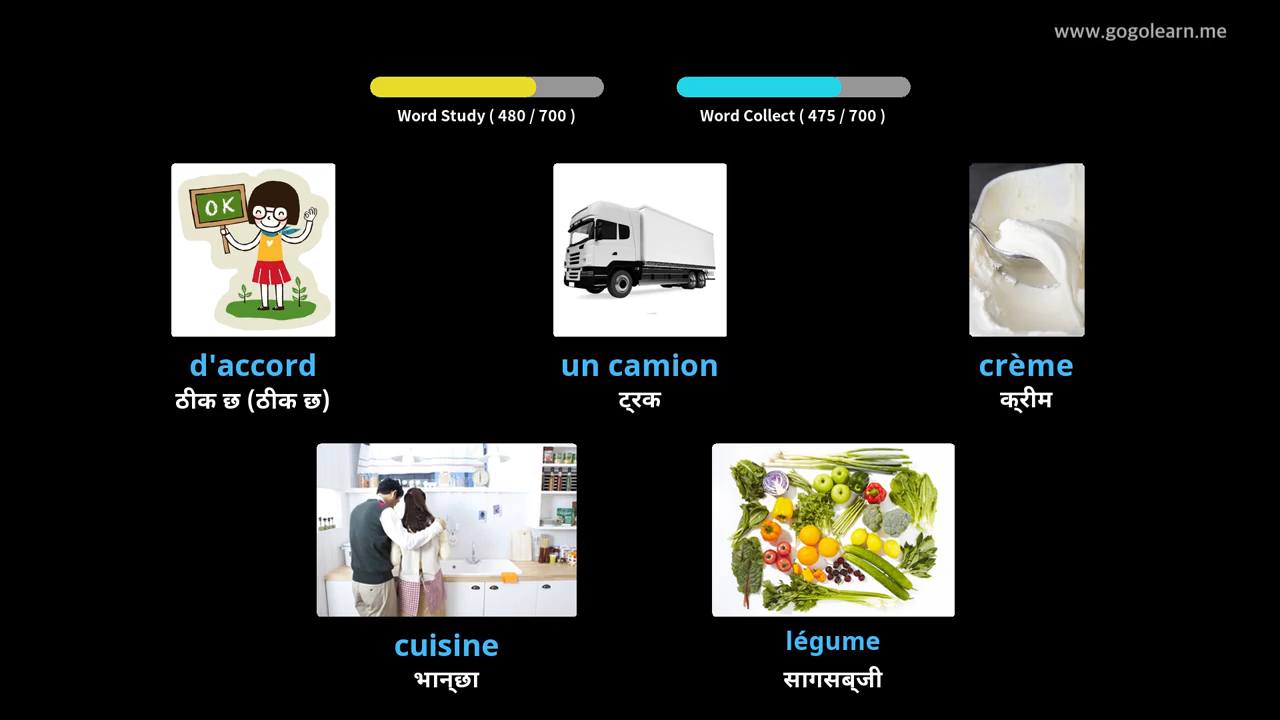 www.gogolearn.me
Word Study ( 480 / 700 )
Word Collect ( 475 / 700 )
OK
d'accord
ठीक छ (ठीक छ)
un camion
ट्रक
crème
क्रीम
cuisine
भान्छा
légume
सागसब्जी